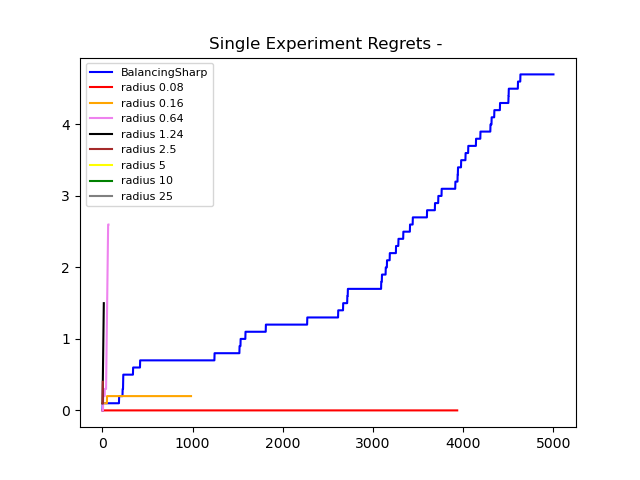 Single Experiment Regrets -
BalancingSharp
radius 0.08
radius 0.16
radius 0.64
radius 1.24
radius 2.5
radius 5
radius 10
radius 25
4
3
2
1
0
0 1000 2000 3000 4000 5000